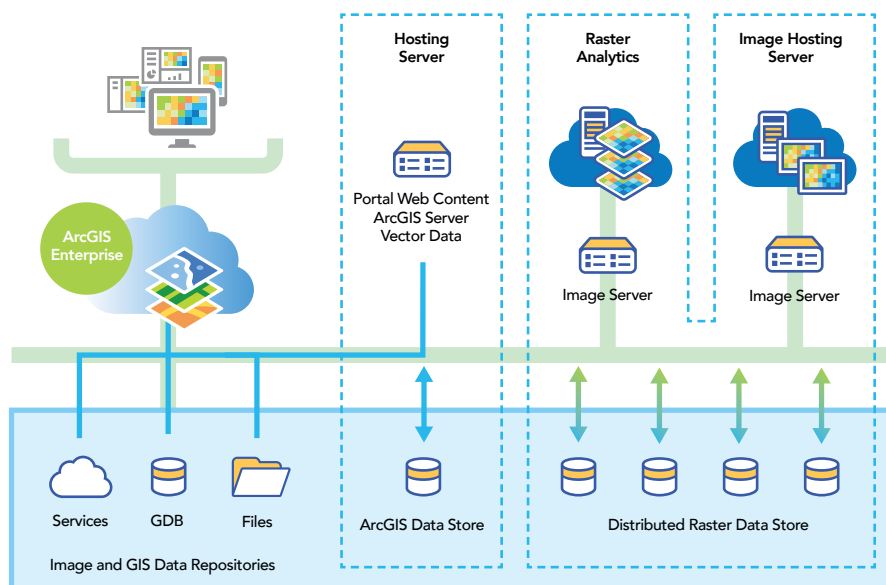 Hosting
Server
Raster
Analytics
Image Hosting
Server
ArcGIS
Enterprise
Portal Web Content
ArcGIS Server
Vector Data
Image Server
Image Server
Services
GDB
Files
ArcGIS Data Store
Distributed Raster Data Store
Image and GIS Data Repositories